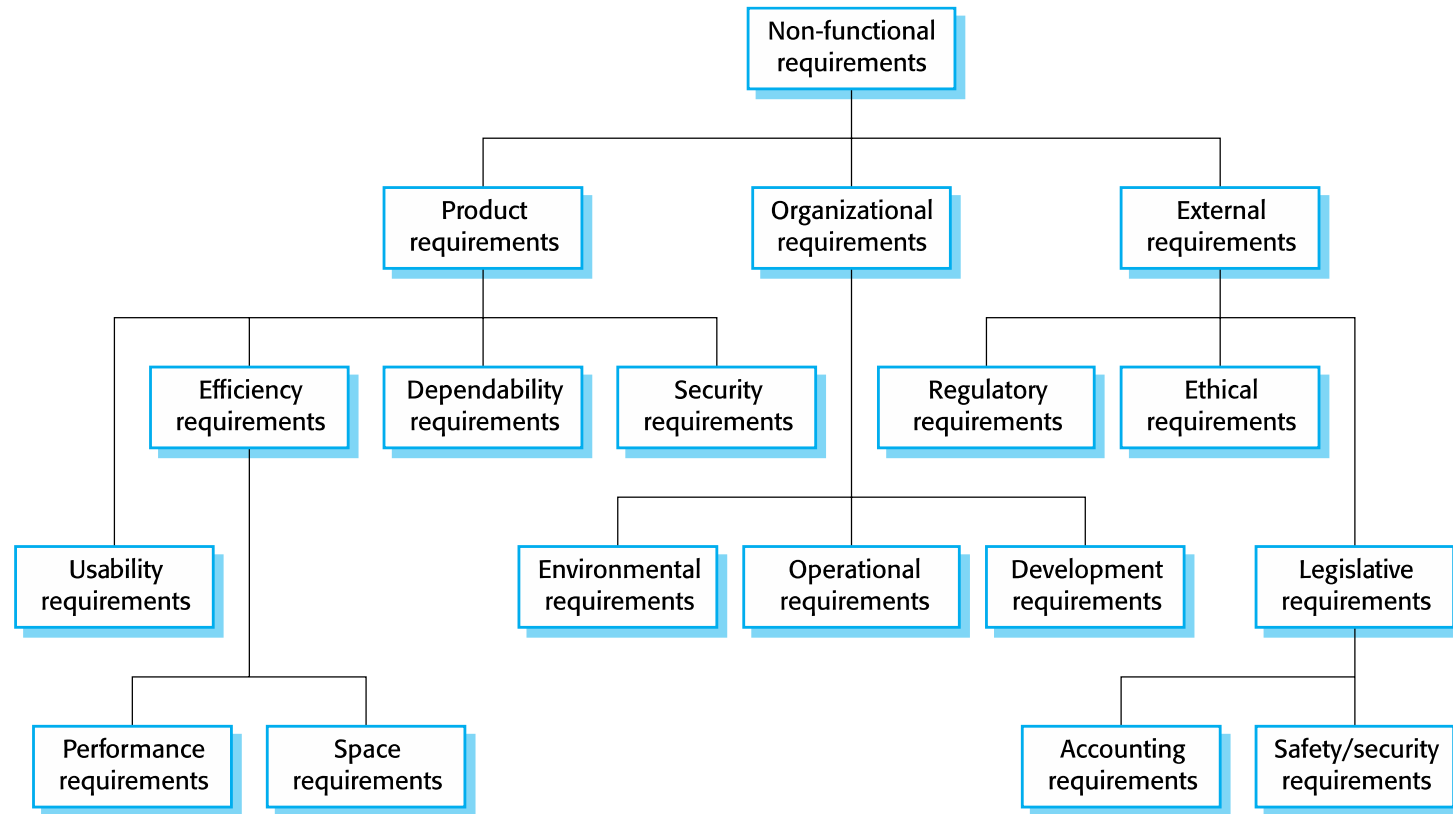 Non-functional
requirements
Product
requirements
Organizational
requirements
External
requirements
Efficiency
requirements
Dependability
requirements
Security
requirements
Regulatory
requirements
Ethical
requirements
Usability
requirements
Environmental
requirements
Operational
requirements
Development
requirements
Legislative
requirements
Performance
requirements
Space
requirements
Accounting
requirements
Safety/security
requirements